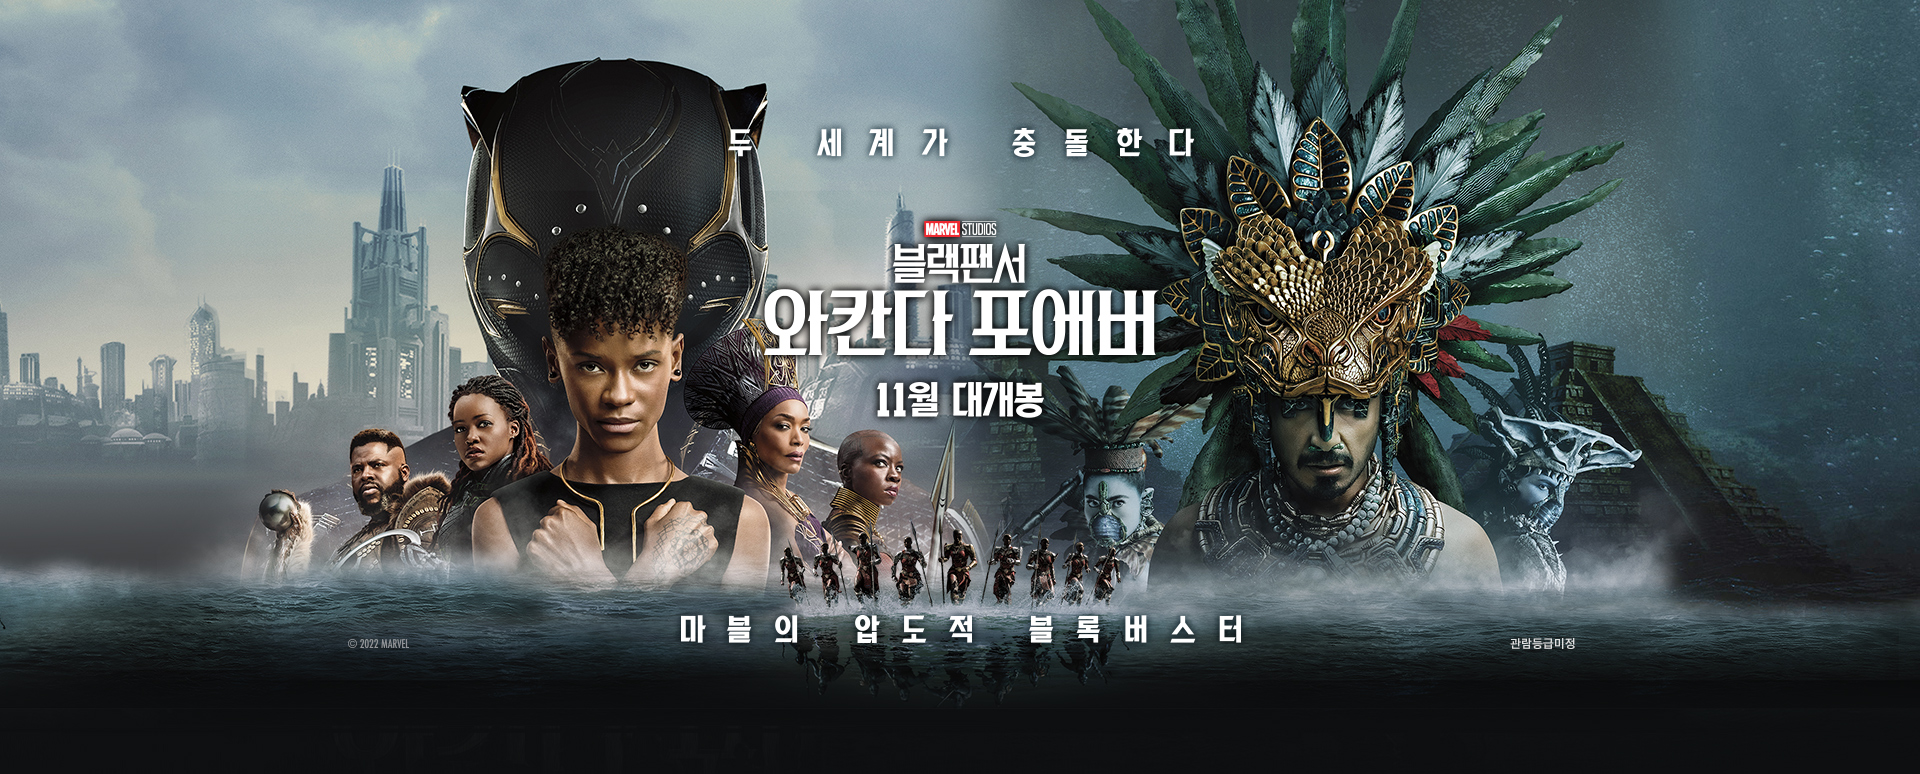 두 세계가 충돌한다
MARVEL STUDIOS
블랙팬서
와칸다 포에버
11월 대개봉
마블의 압도적 블록버스터
© 2022 MARVEL
관람등급미정